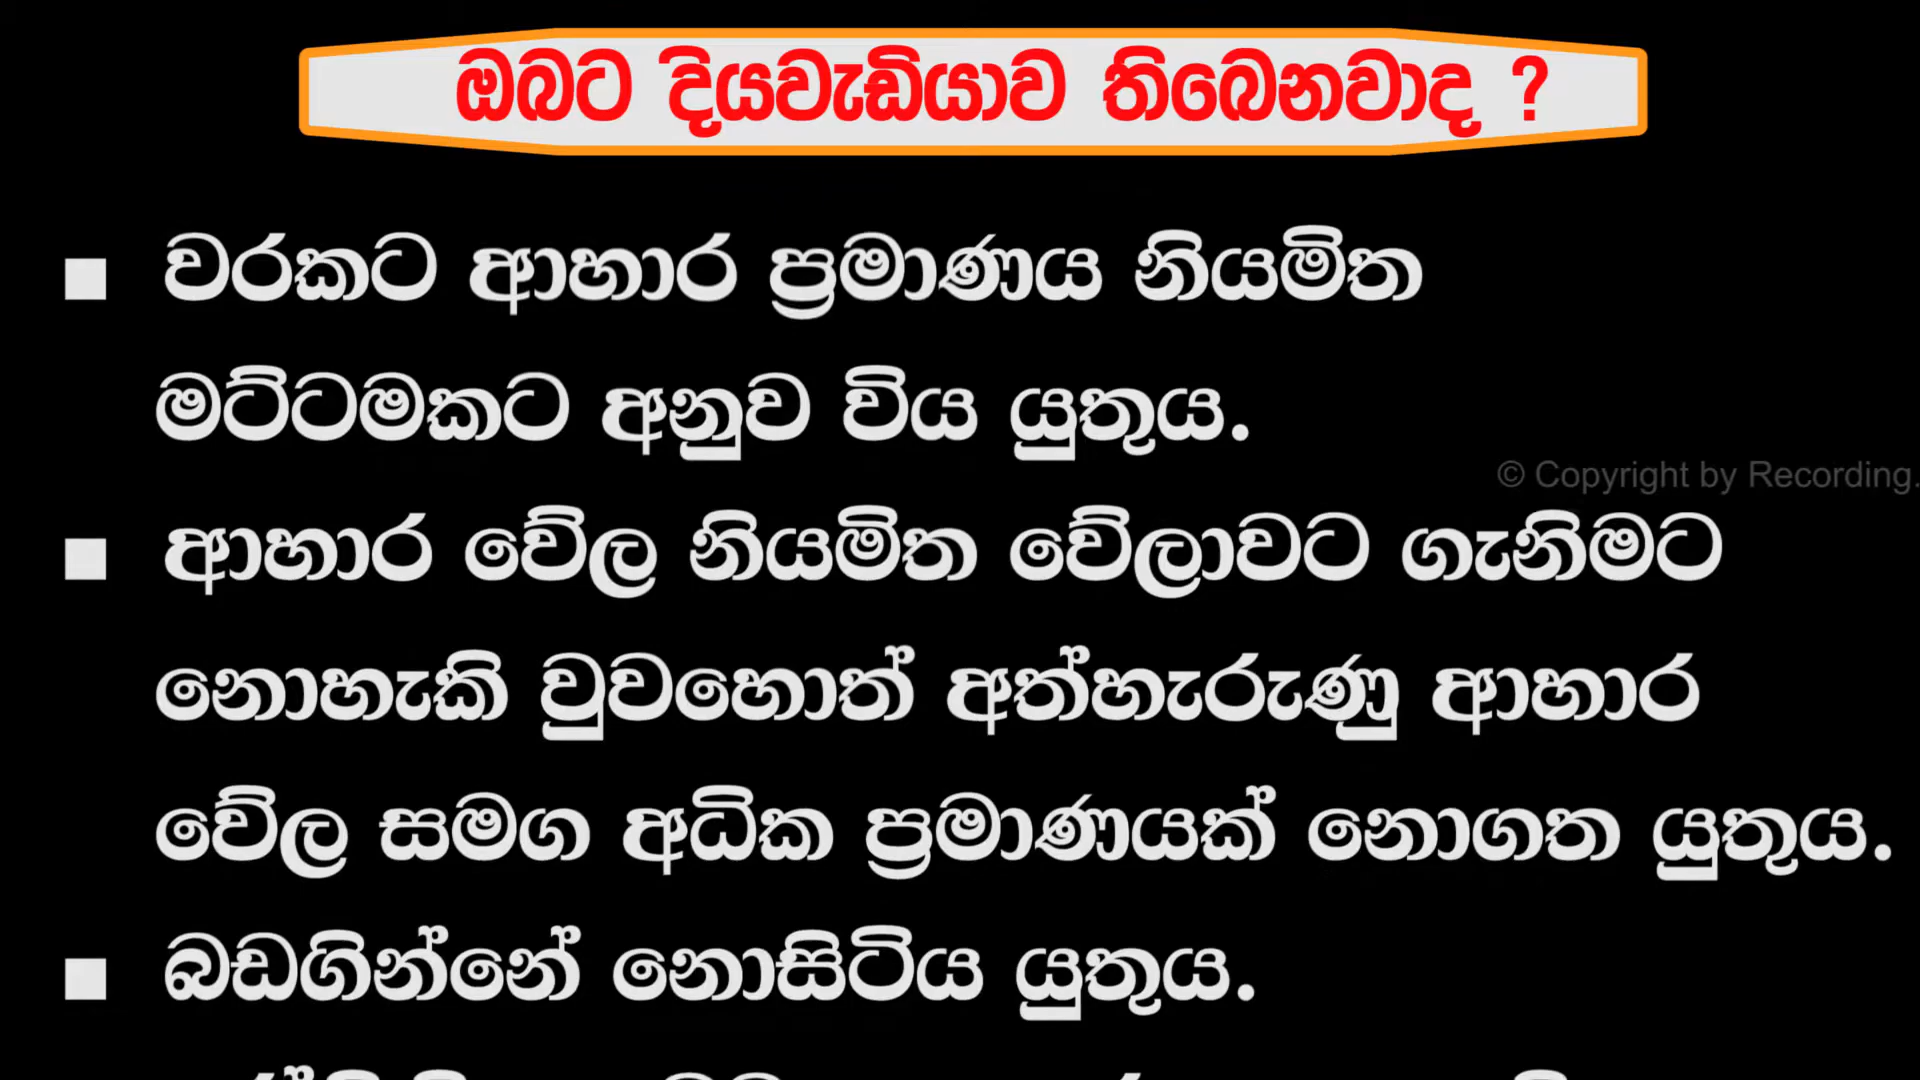 ඔබට දියවැඩියාව තිබෙනවාද ?
■ වරකට ආහාර ප්‍රමාණය නියමිත
මට්ටමකට අනුව විය යුතුය.
© Copyright by Recording.
■ ආහාර වේල නියමිත වේලාවට ගැනිමට
නොහැකි වුවහොත් අත්හැරුණු ආහාර
වේල සමග අධික ප්‍රමාණයක් නොගත යුතුය.
■ බඩගින්නේ නොසිටිය යුතුය.